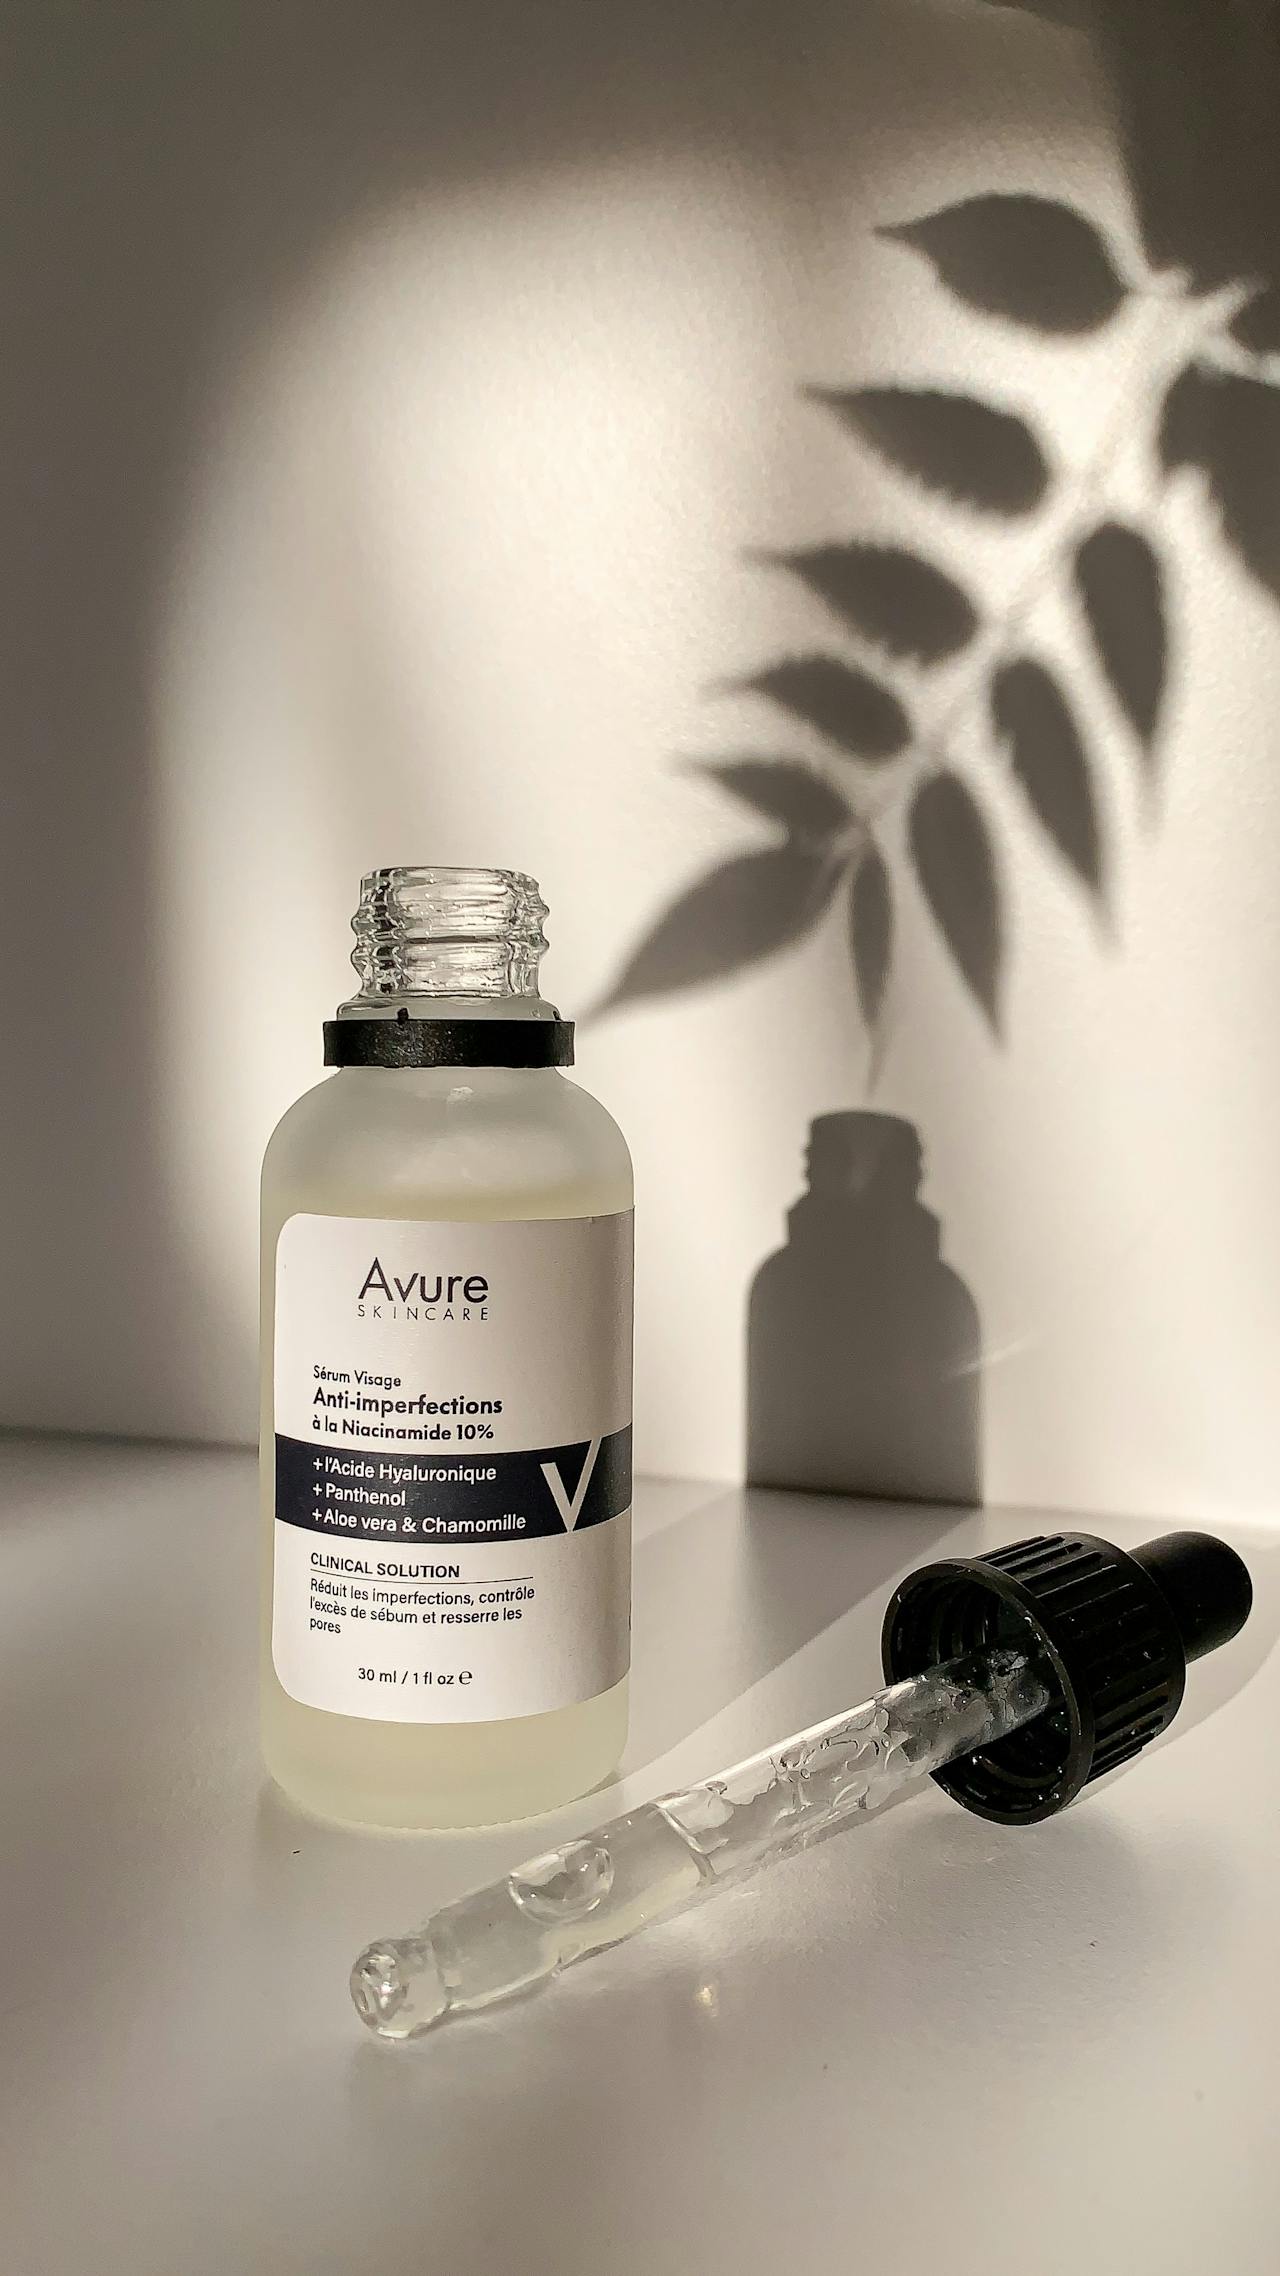 Avure
SKINCARE
Sérum Visage
Anti-imperfections
à la Niacinamide 10%
+ l'Acide Hyaluronique
+ Panthenol
+ Aloe vera & Chamomille
V
CLINICAL SOLUTION
Réduit les imperfections, contrôle
l'excès de sébum et resserre les
pores
30 ml / 1 fl oz ℮